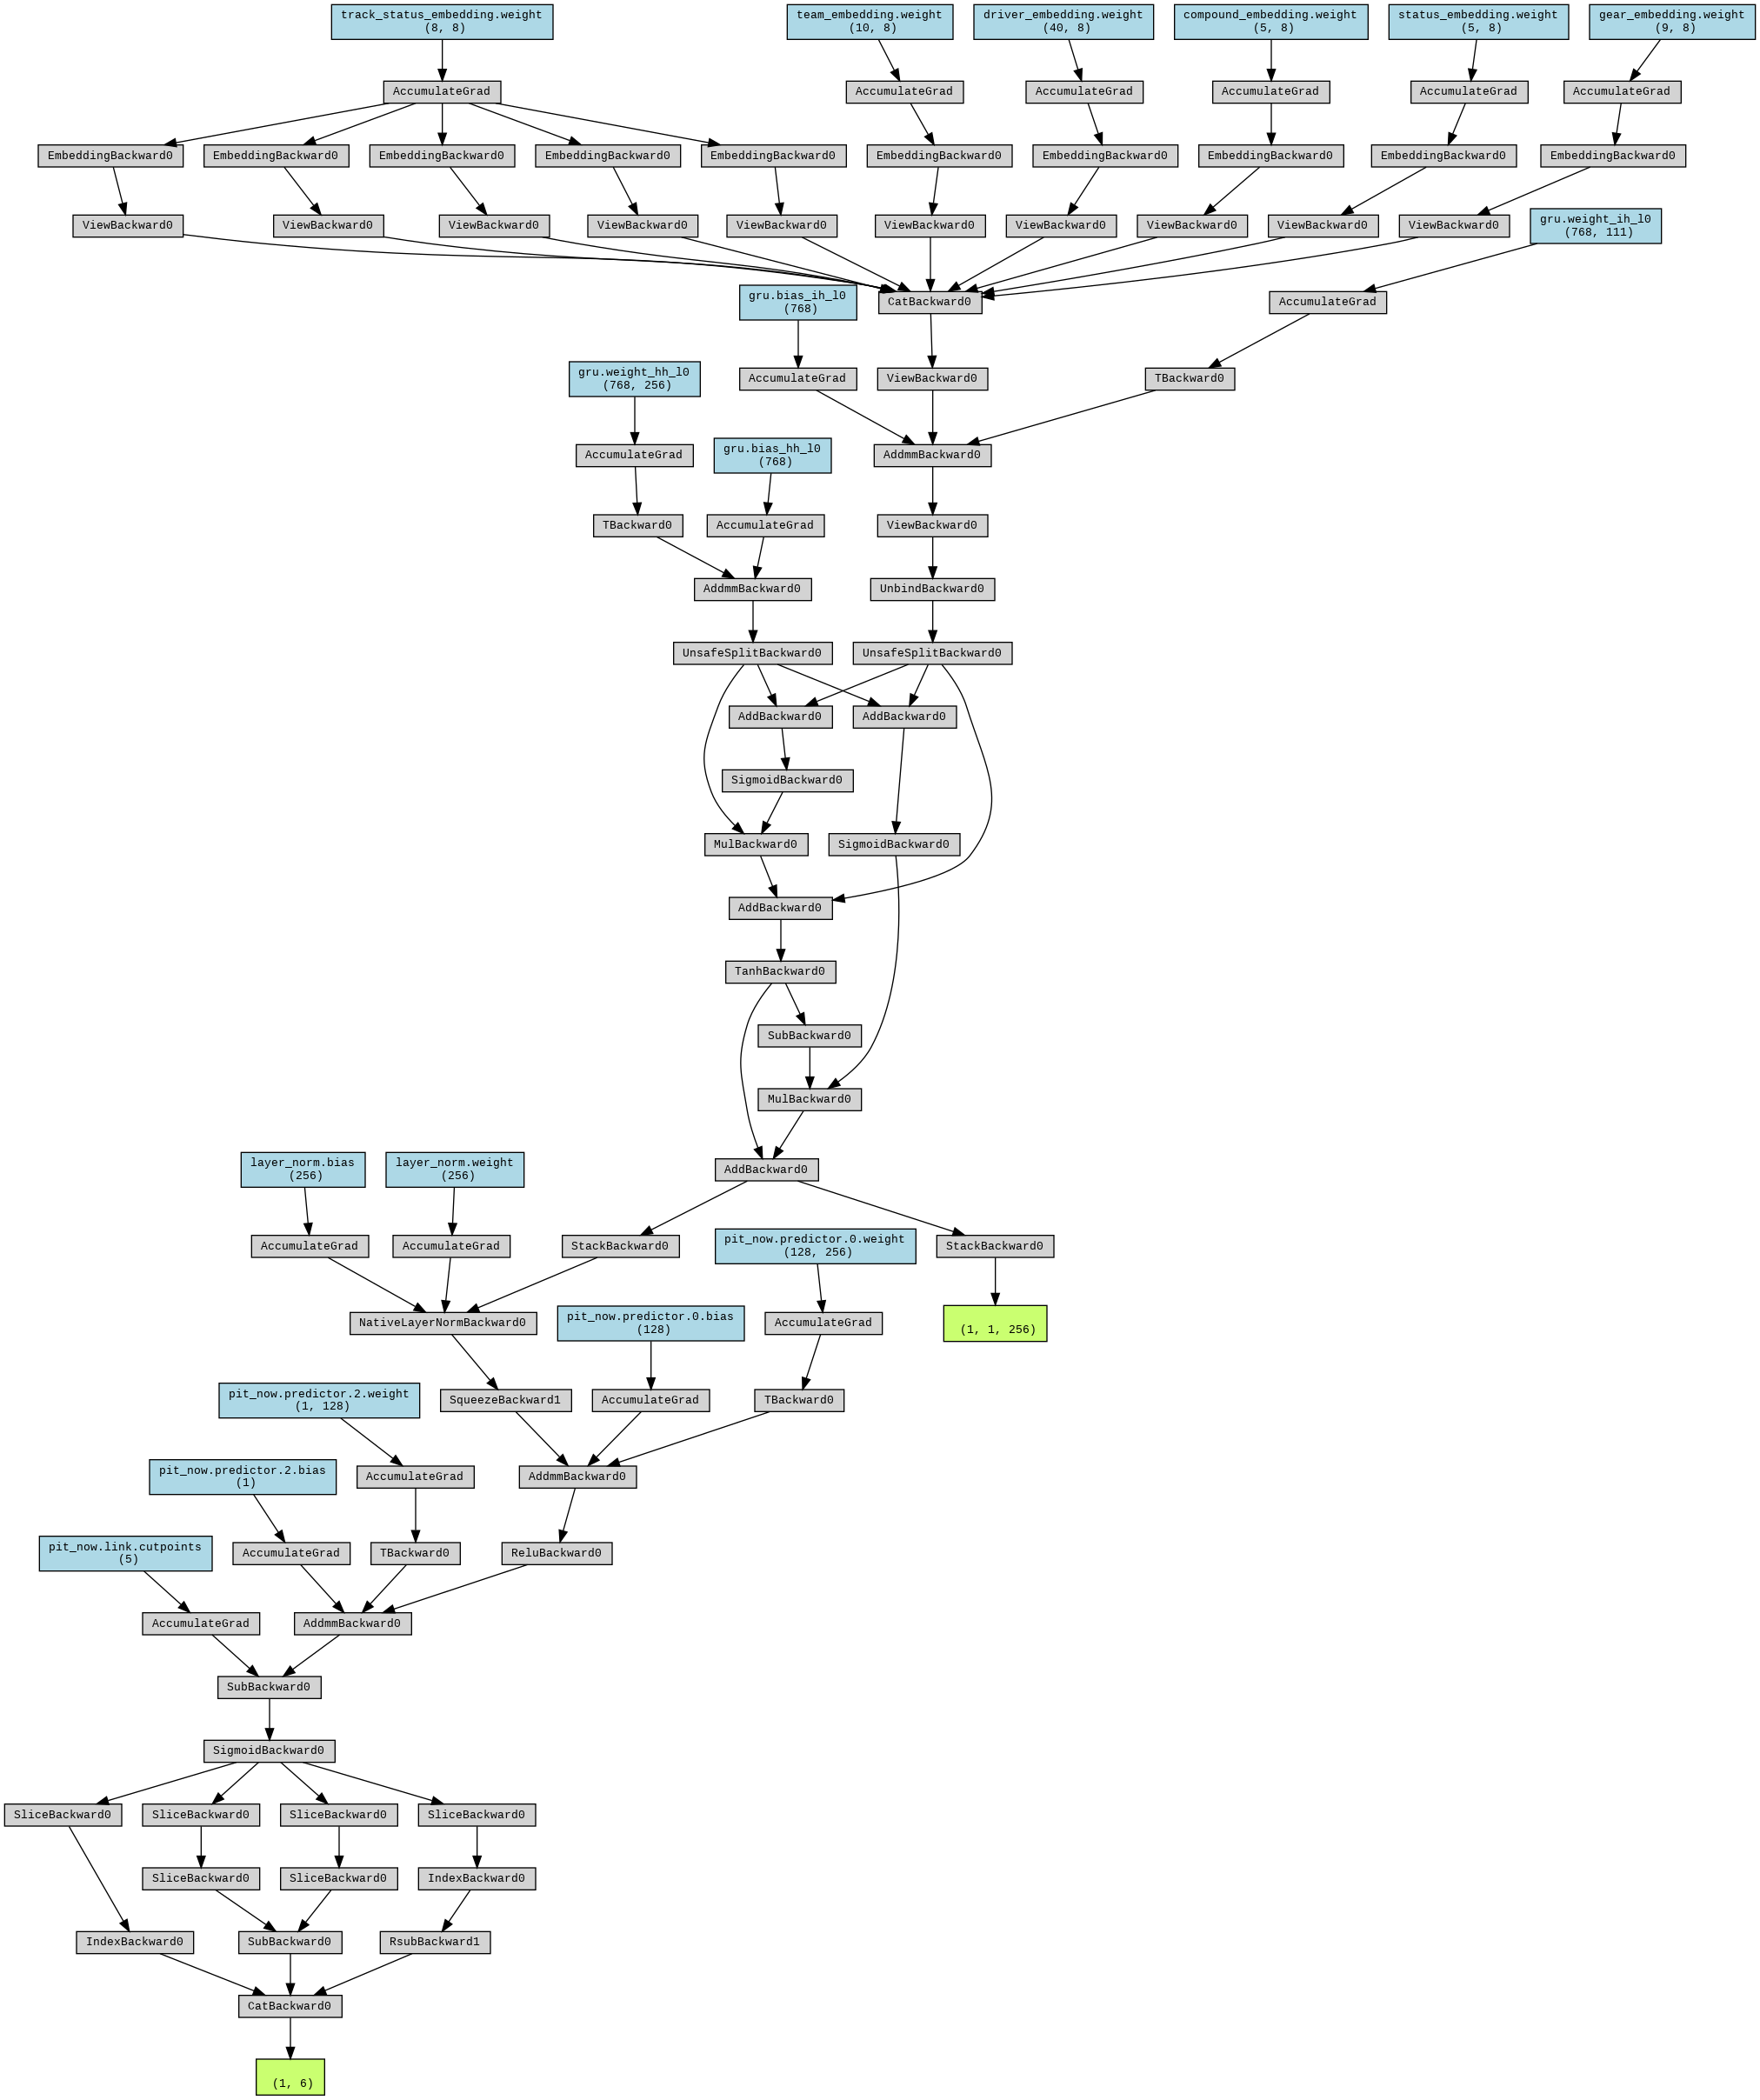 track_status_embedding.weight
(8, 8)
team_embedding.weight
(10, 8)
driver_embedding.weight
(40, 8)
compound_embedding.weight
(5, 8)
status_embedding.weight
(5, 8)
gear_embedding.weight
(9, 8)
AccumulateGrad
AccumulateGrad
AccumulateGrad
AccumulateGrad
AccumulateGrad
AccumulateGrad
EmbeddingBackward0
EmbeddingBackward0
EmbeddingBackward0
EmbeddingBackward0
EmbeddingBackward0
EmbeddingBackward0
EmbeddingBackward0
EmbeddingBackward0
EmbeddingBackward0
EmbeddingBackward0
ViewBackward0
ViewBackward0
ViewBackward0
ViewBackward0
ViewBackward0
ViewBackward0
ViewBackward0
ViewBackward0
ViewBackward0
ViewBackward0
gru.weight_ih_l0
(768, 111)
gru.bias_ih_l0
(768)
CatBackward0
AccumulateGrad
gru.weight_hh_l0
(768, 256)
AccumulateGrad
ViewBackward0
TBackward0
AccumulateGrad
gru.bias_hh_l0
(768)
AddmmBackward0
TBackward0
AccumulateGrad
ViewBackward0
AddmmBackward0
UnbindBackward0
UnsafeSplitBackward0
UnsafeSplitBackward0
AddBackward0
AddBackward0
SigmoidBackward0
MulBackward0
SigmoidBackward0
AddBackward0
TanhBackward0
SubBackward0
MulBackward0
layer_norm.bias
(256)
layer_norm.weight
(256)
AddBackward0
AccumulateGrad
AccumulateGrad
StackBackward0
pit_now.predictor.0.weight
(128, 256)
StackBackward0
NativeLayerNormBackward0
pit_now.predictor.0.bias
(128)
AccumulateGrad
(1, 1, 256)
pit_now.predictor.2.weight
(1, 128)
SqueezeBackward1
AccumulateGrad
TBackward0
pit_now.predictor.2.bias
(1)
AccumulateGrad
AddmmBackward0
pit_now.link.cutpoints
(5)
AccumulateGrad
TBackward0
ReluBackward0
AccumulateGrad
AddmmBackward0
SubBackward0
SigmoidBackward0
SliceBackward0
SliceBackward0
SliceBackward0
SliceBackward0
SliceBackward0
SliceBackward0
IndexBackward0
IndexBackward0
SubBackward0
RsubBackward1
CatBackward0
(1, 6)